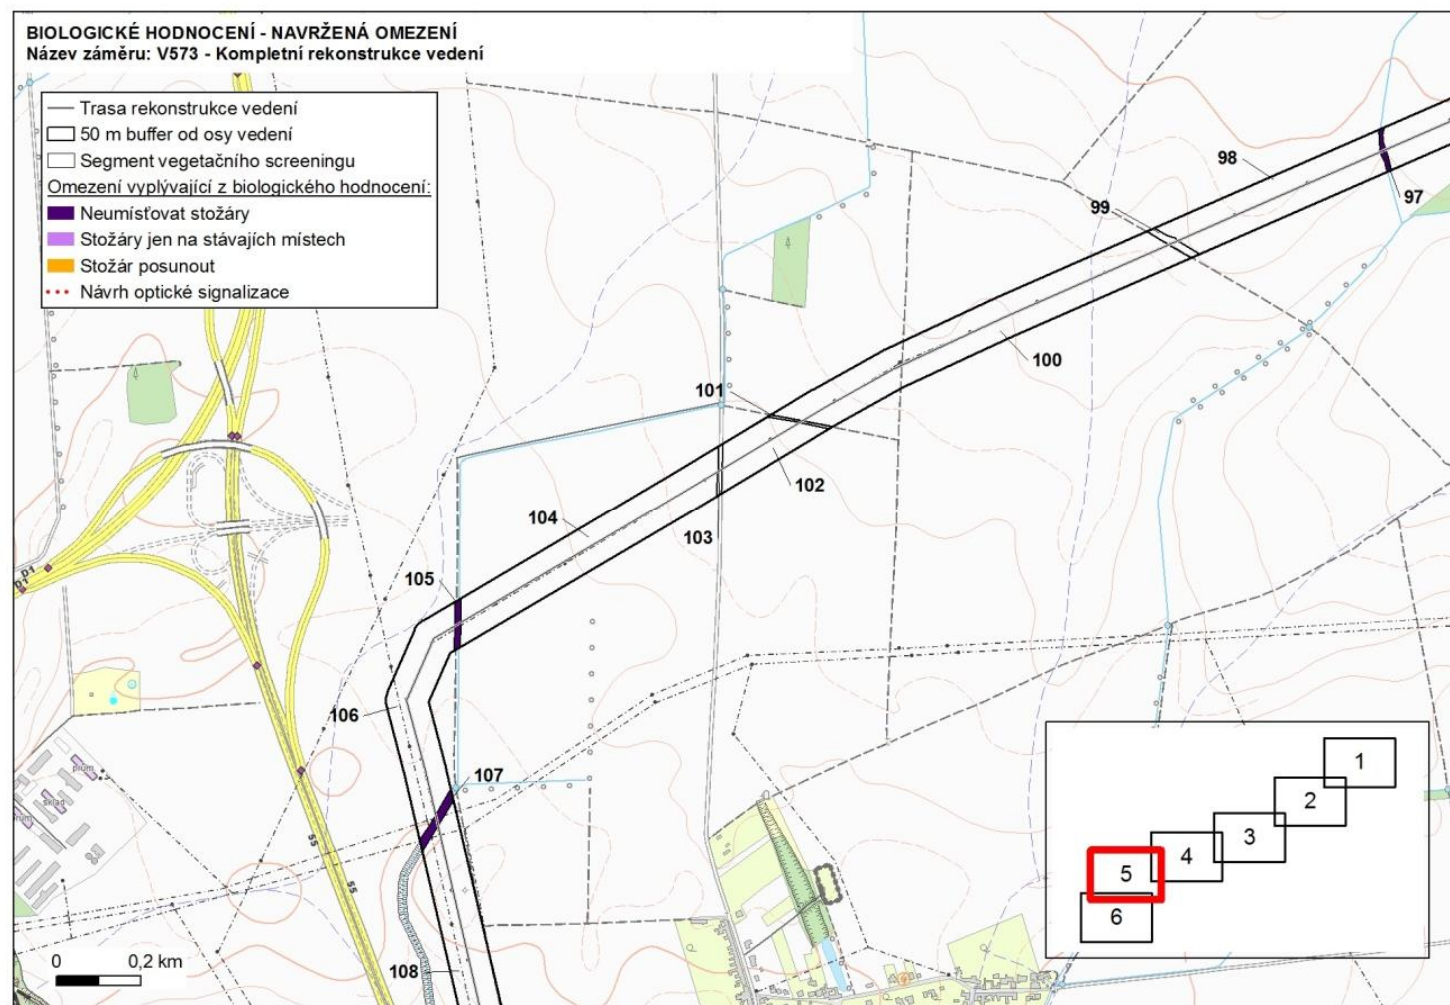 BIOLOGICKÉ HODNOCENÍ - NAVRŽENÁ OMEZENÍ
Název záměru: V573 - Kompletní rekonstrukce vedení
Trasa rekonstrukce vedení
50 m buffer od osy vedení
Segment vegetačního screeningu
Omezení vyplývající z biologického hodnocení:
Neumísťovat stožáry
Stožáry jen na stávajích místech
Stožár posunout
Návrh optické signalizace
98
97
99
100
101
102
104
103
105
D1
D1
106
107
prům
sklad
55
55
108
0 0,2 km
1
2
3
4
5
6